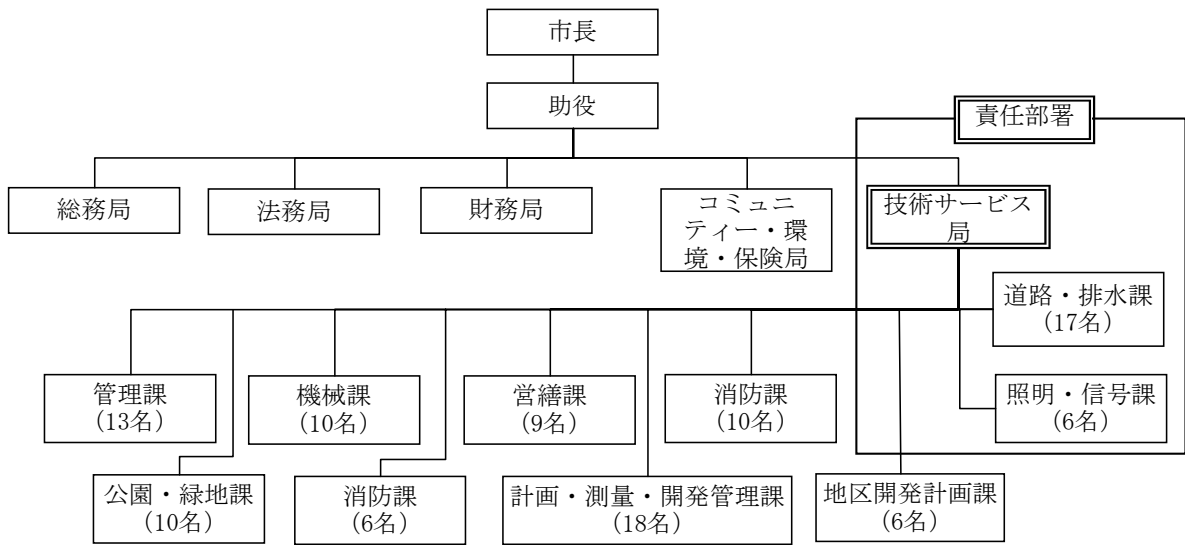 市長
助役
責任部署
総務局
法務局
財務局
コミュニ
ティー・環
境・保険局
技術サービス
局
道路・排水課
(17名)
管理課
(13名)
機械課
(10名)
営繕課
(9名)
消防課
(10名)
照明・信号課
(6名)
公園・緑地課
(10名)
消防課
(6名)
計画・測量・開発管理課
(18名)
地区開発計画課
(6名)